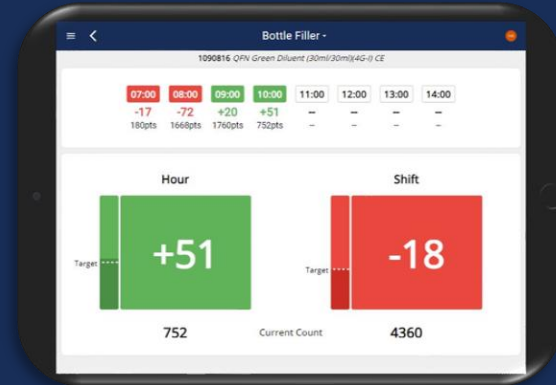 Bottle Filler -
1090816 QFN Green Diluent (30ml/30ml)(4G-I) CE
07:00 08:00 09:00 10:00 11:00 12:00 13:00 14:00
-17 -72 +20 +51 -- -- -- --
180pts 1668pts 1760pts 752pts -- -- -- --
Hour Shift
Target +51 Target -18
752 Current Count 4360